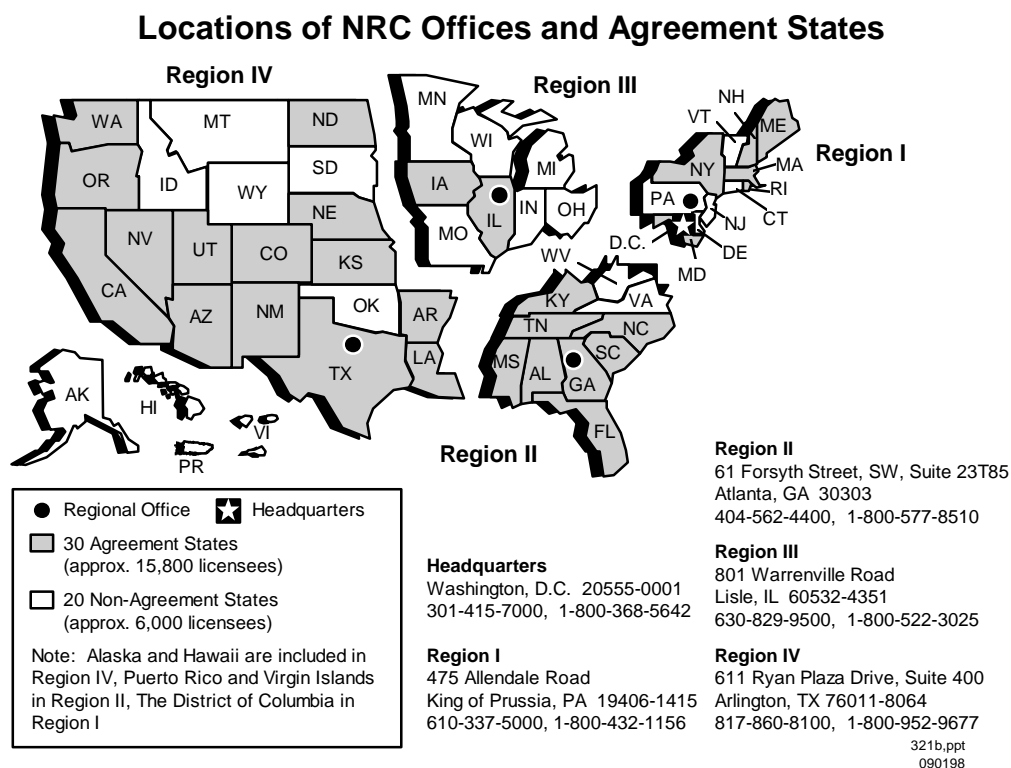 Locations of NRC Offices and Agreement States
Region IV
Region III
Region I
Region II
WA
MT
ND
OR
ID
WY
SD
NE
NV
UT
CO
KS
CA
AZ
NM
OK
AR
TX
LA
AK
HI
PR
VI
MN
WI
MI
IA
IL
IN
OH
MO
NH
VT
ME
NY
MA
RI
CT
PA
NJ
DE
D.C.
MD
WV
VA
KY
TN
NC
SC
MS
AL
GA
FL
Regional Office
Headquarters
30 Agreement States
(approx. 15,800 licensees)
20 Non-Agreement States
(approx. 6,000 licensees)
Note: Alaska and Hawaii are included in
Region IV, Puerto Rico and Virgin Islands
in Region II, The District of Columbia in
Region I
Headquarters
Washington, D.C. 20555-0001
301-415-7000, 1-800-368-5642
Region I
475 Allendale Road
King of Prussia, PA 19406-1415
610-337-5000, 1-800-432-1156
Region II
61 Forsyth Street, SW, Suite 23T85
Atlanta, GA 30303
404-562-4400, 1-800-577-8510
Region III
801 Warrenville Road
Lisle, IL 60532-4351
630-829-9500, 1-800-522-3025
Region IV
611 Ryan Plaza Drive, Suite 400
Arlington, TX 76011-8064
817-860-8100, 1-800-952-9677
321b,ppt
090198